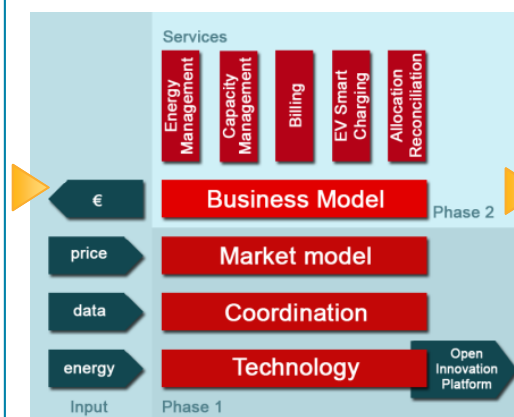 Services
Energy
Management
Capacity
Management
Billing
EV Smart
Charging
Allocation
Reconciliation
€
Business Model
Phase 2
price
Market model
data
Coordination
energy
Technology
Open
Innovation
Platform
Input
Phase 1